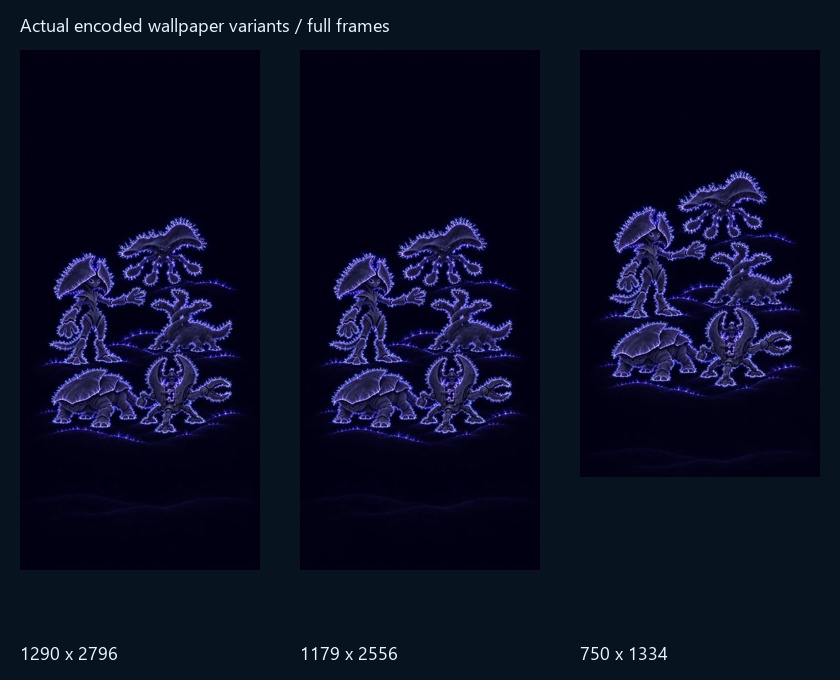 Actual encoded wallpaper variants / full frames
1290 x 2796
1179 x 2556
750 x 1334